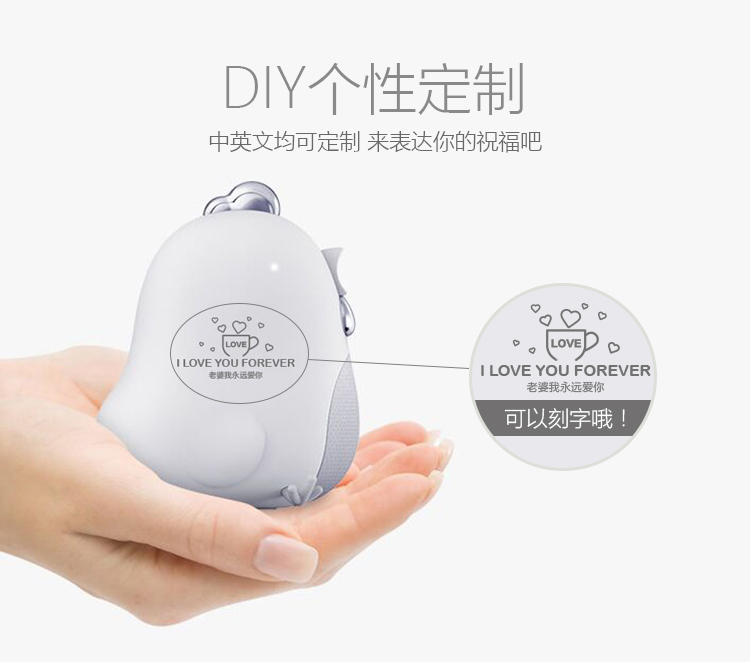 DIY个性定制
中英文均可定制 来表达你的祝福吧
LOVE
I LOVE YOU FOREVER
老婆我永远爱你
LOVE
I LOVE YOU FOREVER
老婆我永远爱你
可以刻字哦！